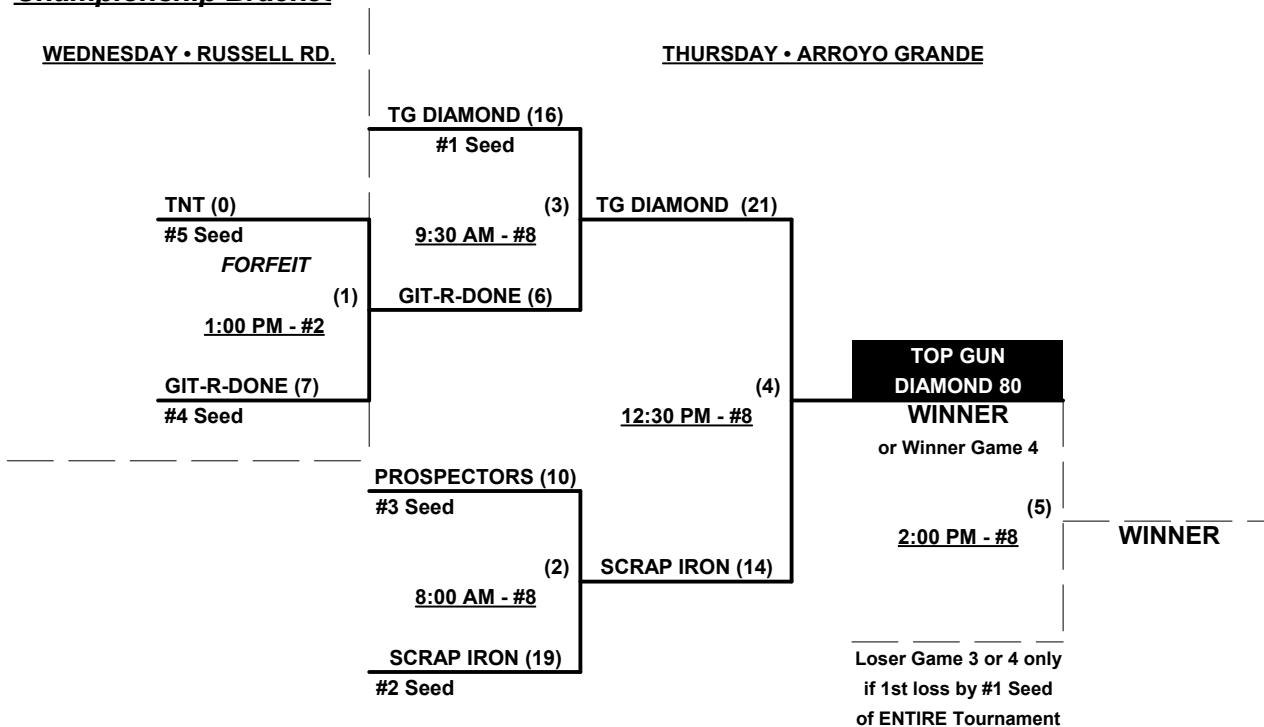 Championship Bracket
WEDNESDAY • RUSSELL RD.
THURSDAY • ARROYO GRANDE
TG DIAMOND (16)
#1 Seed
TNT (0)
#5 Seed
FORFEIT
(1)
1:00 PM - #2
GIT-R-DONE (7)
#4 Seed
(3)
9:30 AM - #8
GIT-R-DONE (6)
TG DIAMOND (21)
(4)
12:30 PM - #8
PROSPECTORS (10)
#3 Seed
(2)
8:00 AM - #8
SCRAP IRON (19)
#2 Seed
SCRAP IRON (14)
TOP GUN
DIAMOND 80
WINNER
or Winner Game 4
(5)
2:00 PM - #8
WINNER
Loser Game 3 or 4 only
if 1st loss by #1 Seed
of ENTIRE Tournament